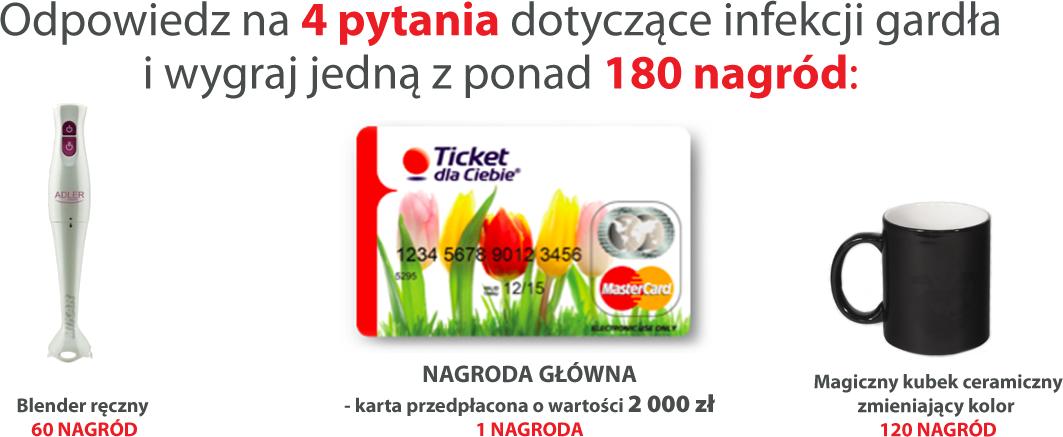 Odpowiedz na 4 pytania dotyczące infekcji gardła
i wygraj jedną z ponad 180 nagród:
ADLER
Ticket
dla Ciebie®
1234 5678 9012 3456
5295
12/15
MasterCard
ELECTRONIC USE ONLY
Blender ręczny
60 NAGRÓD
NAGRODA GŁÓWNA
- karta przedpłacona o wartości 2 000 zł
1 NAGRODA
Magiczny kubek ceramiczny
zmieniający kolor
120 NAGRÓD